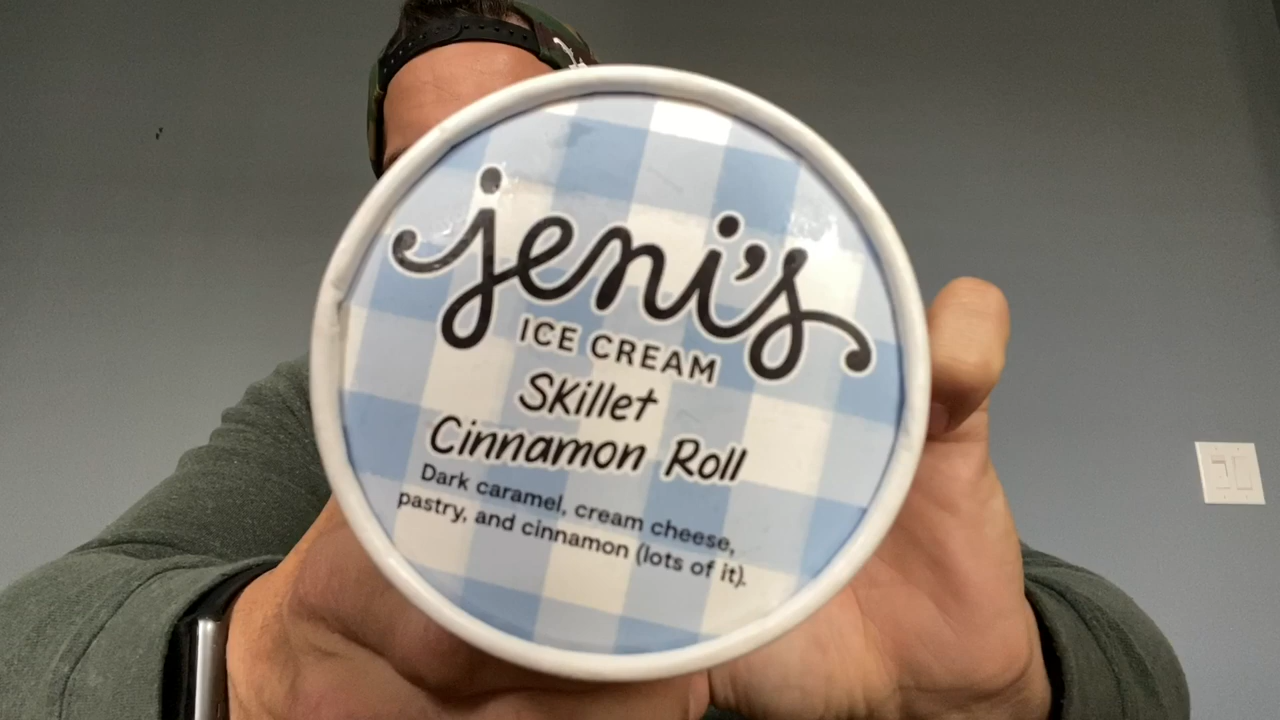 jeni's
ICE CREAM
Skillet
Cinnamon Roll
Dark caramel, cream cheese,
pastry, and cinnamon (lots of it).